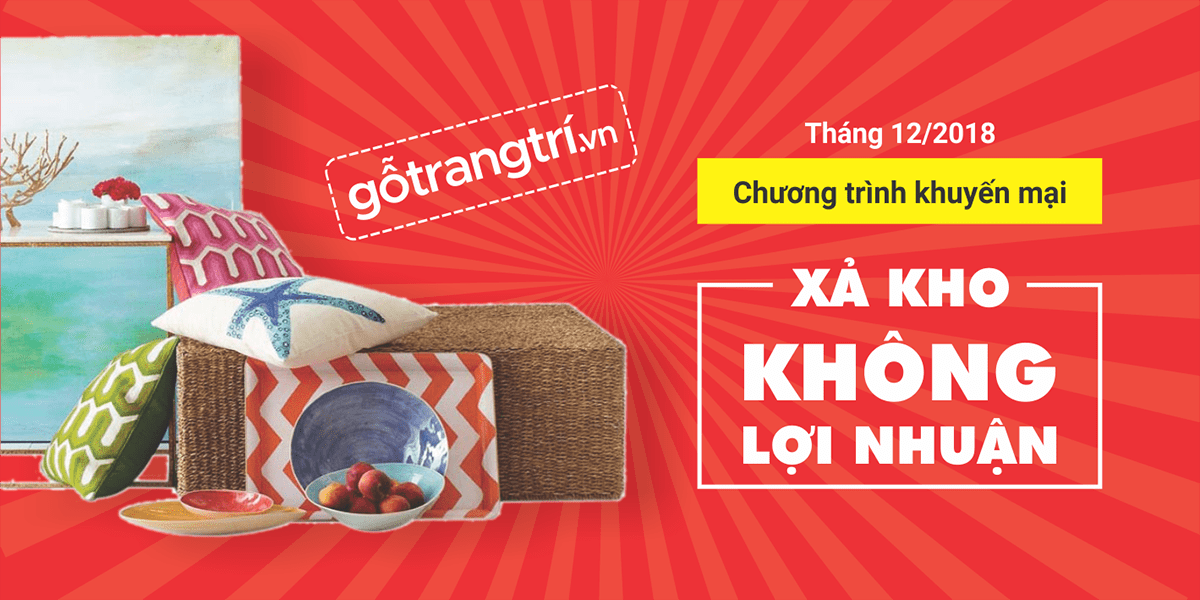 gỗtrangtrí.vn
Tháng 12/2018
Chương trình khuyến mại
XẢ KHO
KHÔNG
LỢI NHUẬN